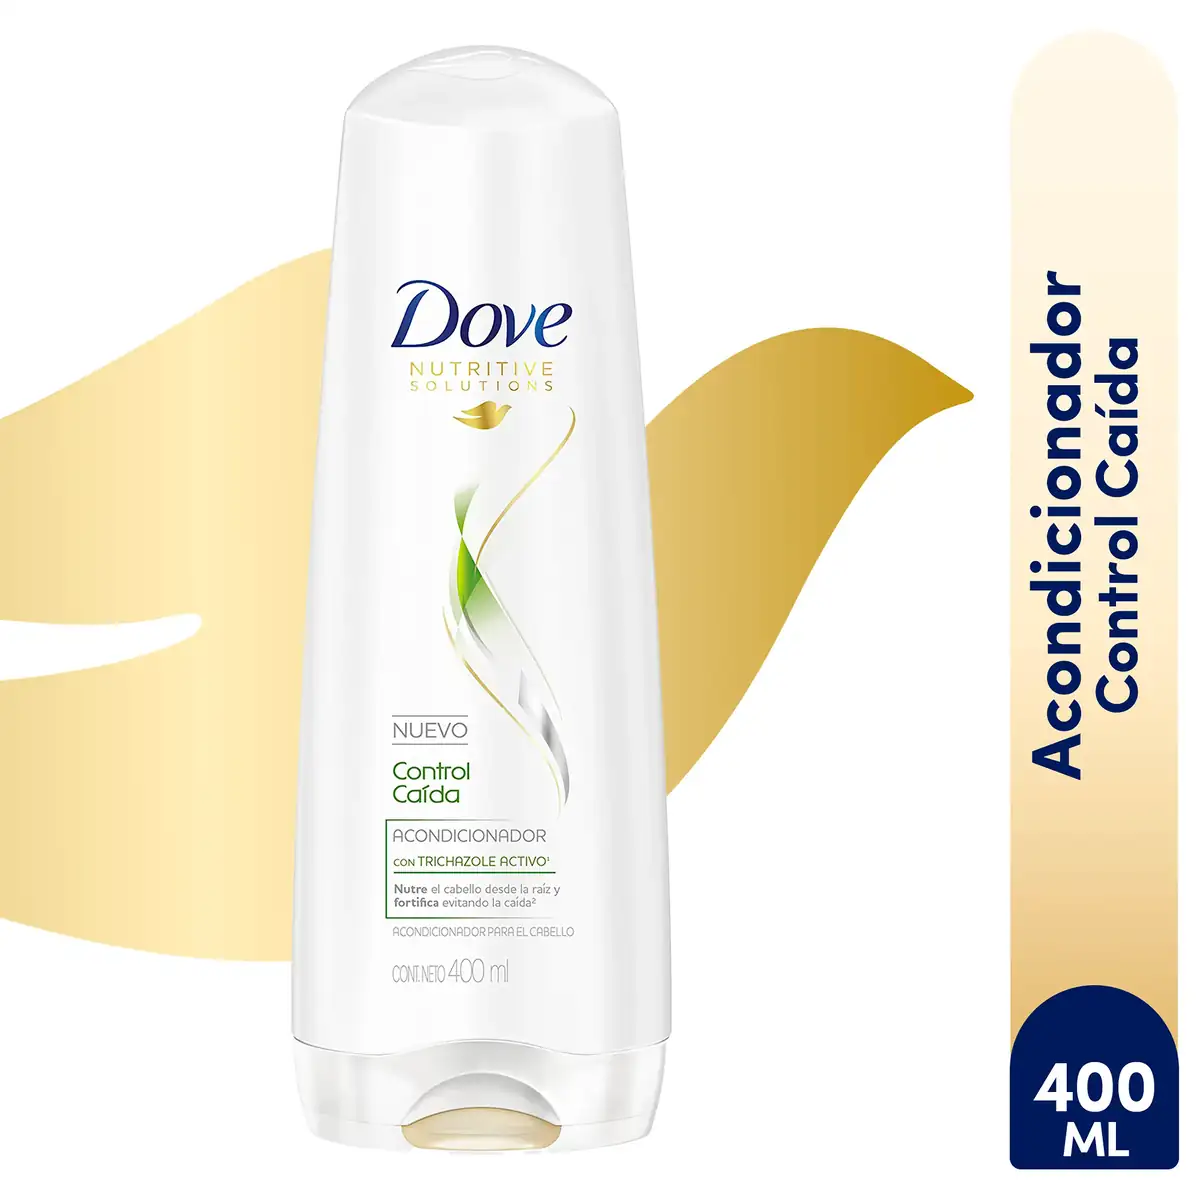 Dove
NUTRITIVE
SOLUTIONS
NUEVO
Control
Caída
ACONDICIONADOR
CON TRICHAZOLE ACTIVO¹
Nutre el cabello desde la raíz y
fortifica evitando la caída²
ACONDICIONADOR PARA EL CABELLO
CONT. NETO 400 ml
Acondicionador
Control Caída
400
ML